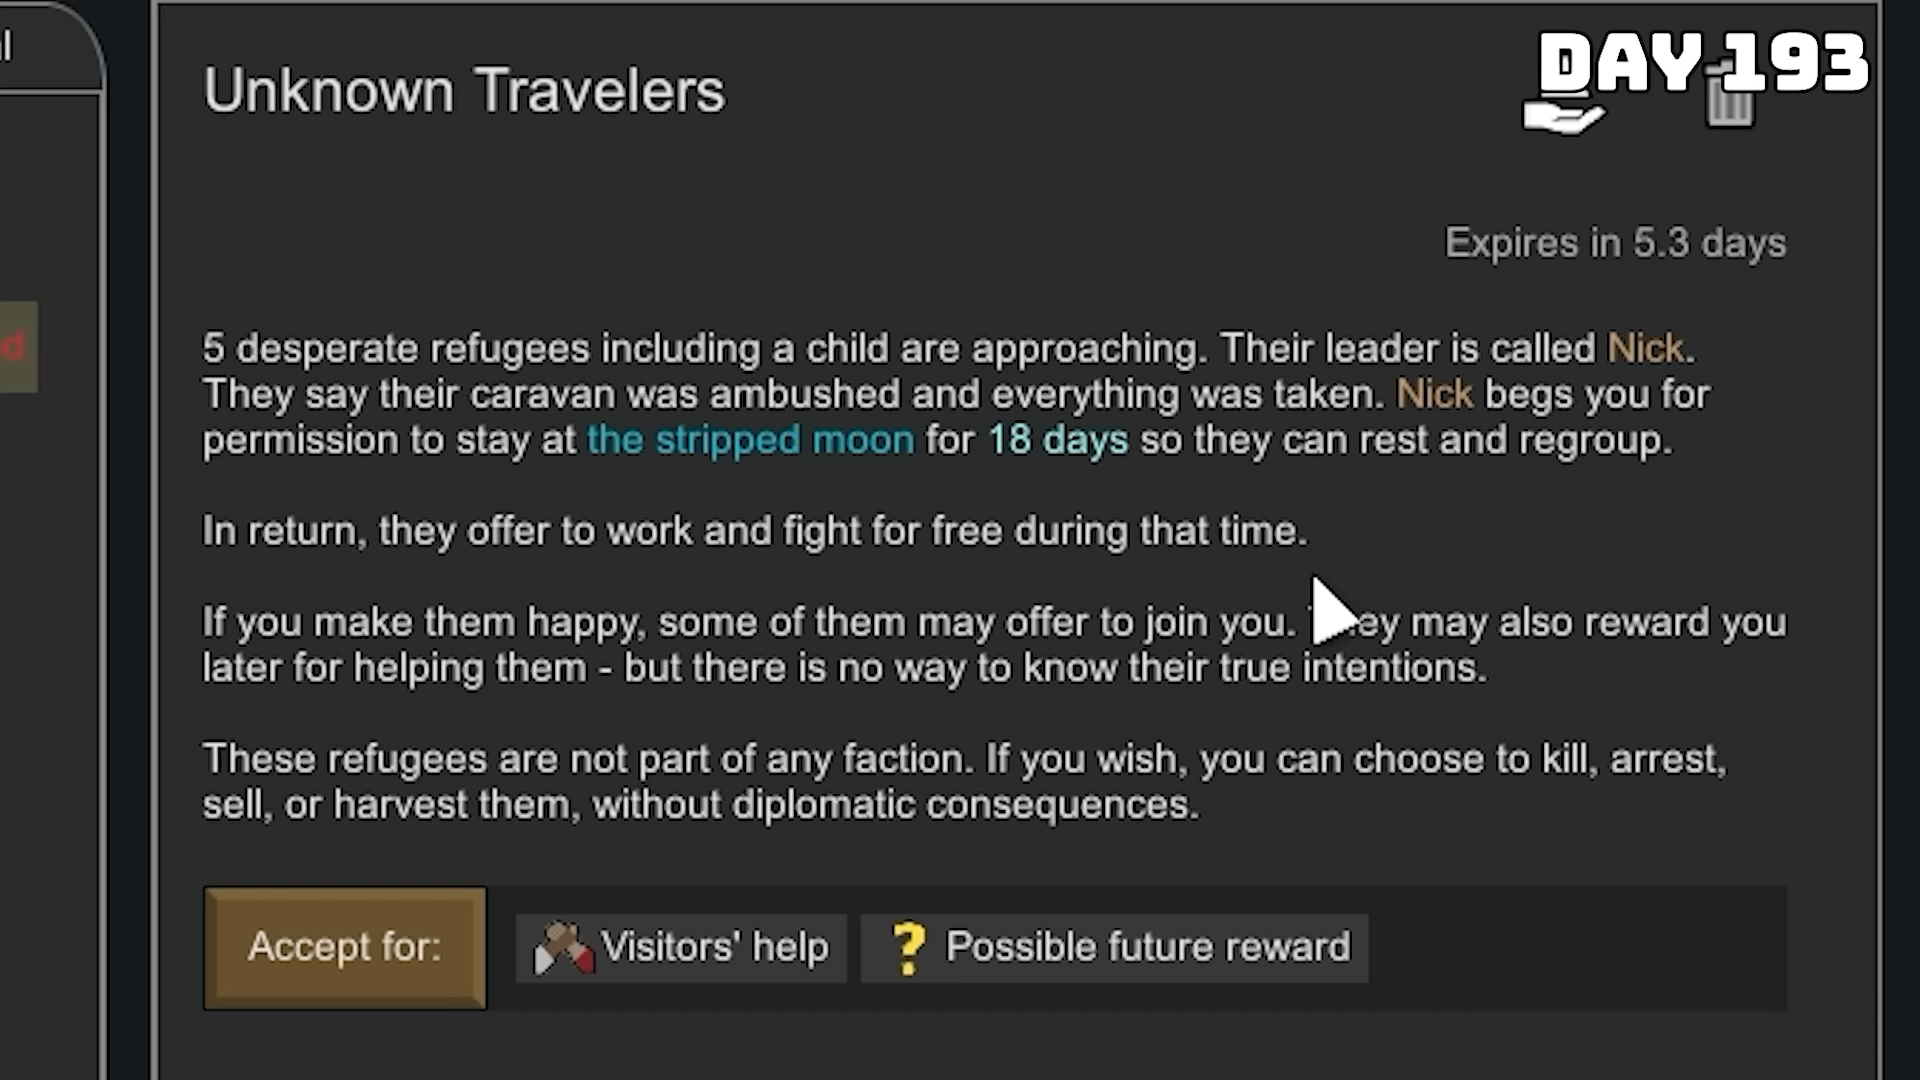 DAY 193
Unknown Travelers
Expires in 5.3 days
5 desperate refugees including a child are approaching. Their leader is called Nick.
They say their caravan was ambushed and everything was taken. Nick begs you for
permission to stay at the stripped moon for 18 days so they can rest and regroup.
In return, they offer to work and fight for free during that time.
If you make them happy, some of them may offer to join you. They may also reward you
later for helping them - but there is no way to know their true intentions.
These refugees are not part of any faction. If you wish, you can choose to kill, arrest,
sell, or harvest them, without diplomatic consequences.
Accept for: Visitors' help ? Possible future reward